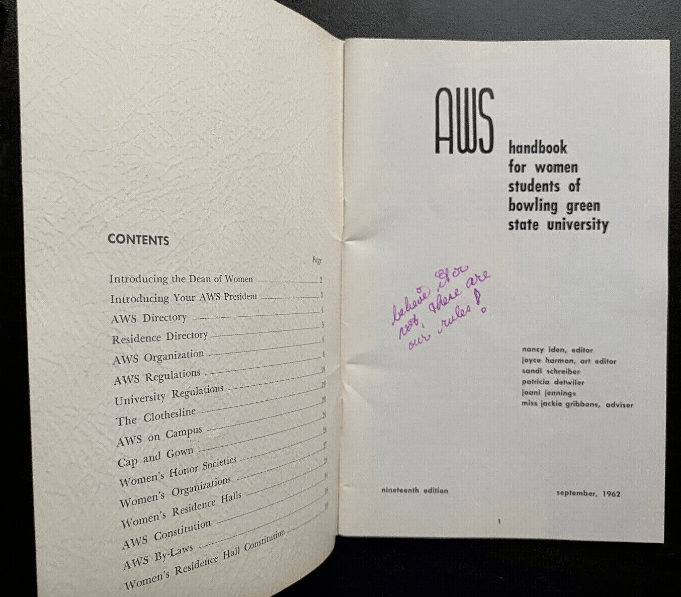 CONTENTS
Page
Introducing the Dean of Women
Introducing Your AWS President
AWS Directory
Residence Directory
AWS Organization
AWS Regulations
University Regulations
The Clothesline
AWS on Campus
Cap and Gown
Women's Honor Societies
Women's Organizations
Women's Residence Halls
AWS Constitution
AWS By-Laws
Women's Residence Hall Constitution
AWS
handbook
for women
students of
bowling green
state university
believe it or
not, these are
our rules!
nancy iden, editor
joyce harman, art editor
sandi schreiber
patricia detwiler
joani jennings
miss jackie gribbons, adviser
nineteenth edition
september, 1962
1